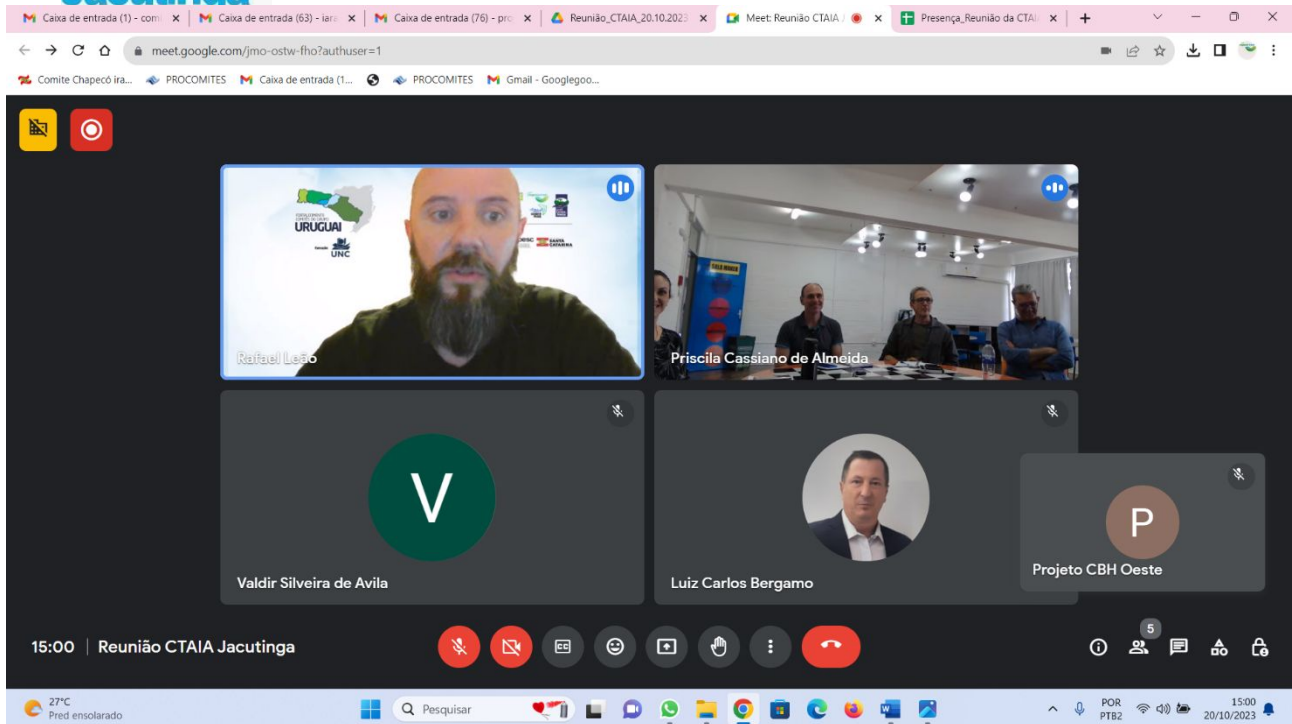 Jacutinga
Caixa de entrada (1) - com
Caixa de entrada (63) - iara
Caixa de entrada (76) - pro
Reunião_CTAIA_20.10.2023
Meet: Reunião CTAIA /
Presença_Reunião da CTAI
meet.google.com/jmo-ostw-fho?authuser=1
Comite Chapecó ira...
PROCOMITES
Caixa de entrada (1...
PROCOMITES
Gmail - Googlegoo...
URUGUAI
UNC
SANTA CATARINA
Rafael Leão
SALA MAKER
Priscila Cassiano de Almeida
V
Valdir Silveira de Avila
Luiz Carlos Bergamo
P
Projeto CBH Oeste
15:00 | Reunião CTAIA Jacutinga
CC
5
27°C
Pred ensolarado
Pesquisar
POR
PTB2
15:00
20/10/2023